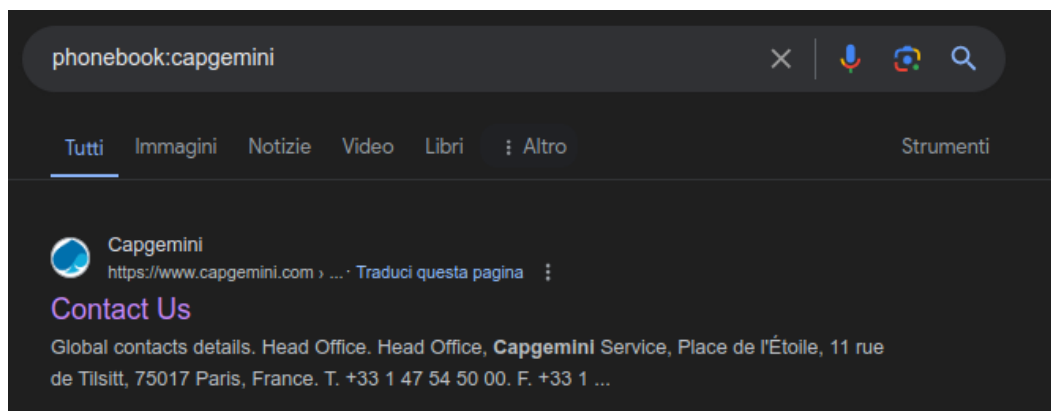 phonebook:capgemini
Tutti Immagini Notizie Video Libri ⋮ Altro Strumenti
Capgemini
https://www.capgemini.com › ... · Traduci questa pagina ⋮
Contact Us
Global contacts details. Head Office. Head Office, Capgemini Service, Place de l'Étoile, 11 rue
de Tilsitt, 75017 Paris, France. T. +33 1 47 54 50 00. F. +33 1 ...